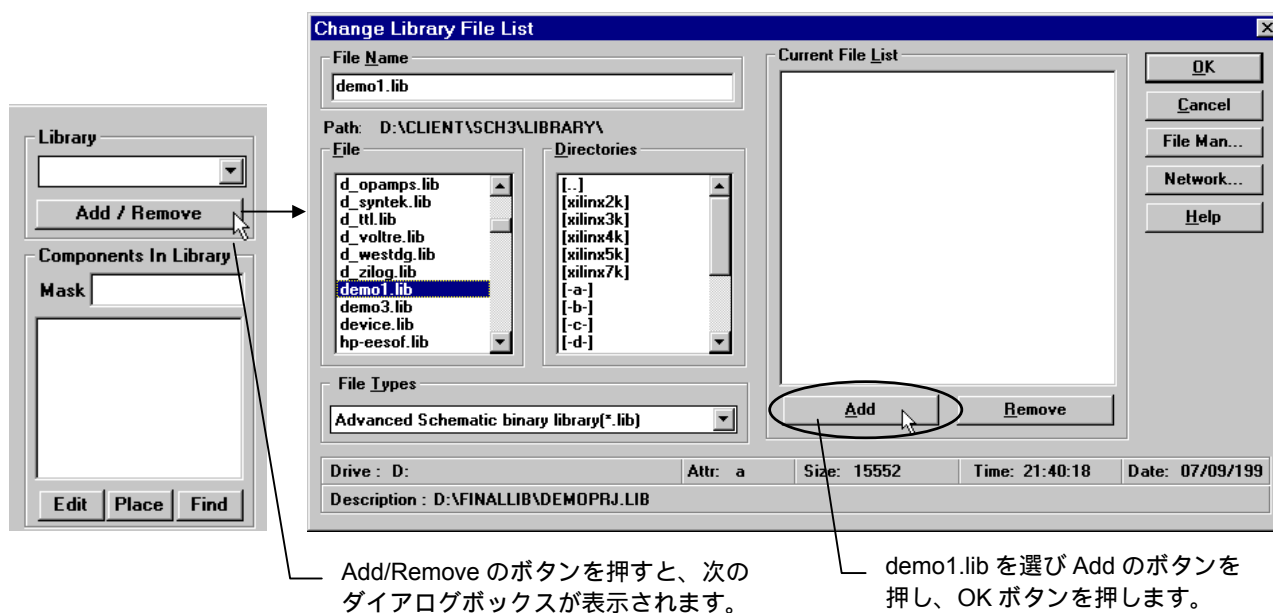 Library
Add / Remove
Components In Library
Mask
Edit Place Find
Change Library File List
File Name
demo1.lib
Path: D:\CLIENT\SCH3\LIBRARY\
File
d_opamps.lib
d_syntek.lib
d_ttl.lib
d_voltre.lib
d_westdg.lib
d_zilog.lib
demo1.lib
demo3.lib
device.lib
hp-eesof.lib
Directories
[..]
[xilinx2k]
[xilinx3k]
[xilinx4k]
[xilinx5k]
[xilinx7k]
[-a-]
[-b-]
[-c-]
[-d-]
File Types
Advanced Schematic binary library(*.lib)
Current File List
Add Remove
OK
Cancel
File Man...
Network...
Help
Drive : D: Attr: a Size: 15552 Time: 21:40:18 Date: 07/09/199
Description : D:\FINALLIB\DEMOPRJ.LIB
Add/Remove のボタンを押すと、次の
ダイアログボックスが表示されます。
demo1.lib を選び Add のボタンを
押し、OK ボタンを押します。